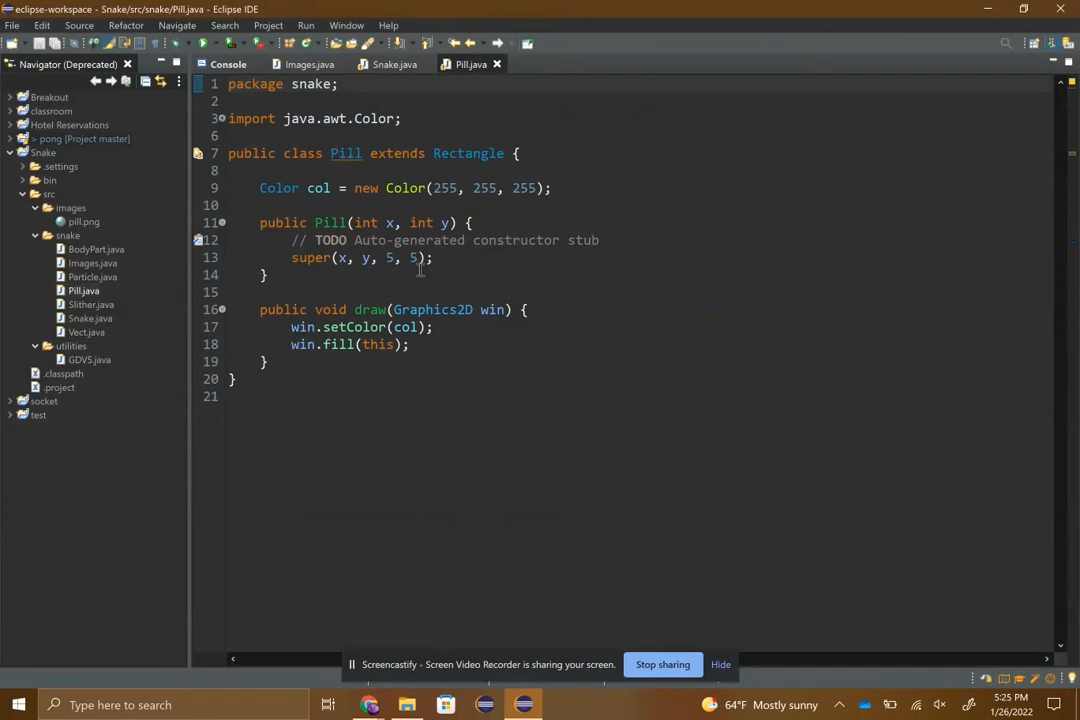 eclipse-workspace - Snake/src/snake/Pill.java - Eclipse IDE
File Edit Source Refactor Navigate Search Project Run Window Help
Navigator (Deprecated)
Console Images.java Snake.java Pill.java
Breakout
classroom
Hotel Reservations
> pong [Project master]
Snake
.settings
bin
src
images
pill.png
snake
BodyPart.java
Images.java
Particle.java
Pill.java
Slither.java
Snake.java
Vect.java
utilities
GDV5.java
.classpath
.project
socket
test
1 package snake;
2
3 import java.awt.Color;
6
7 public class Pill extends Rectangle {
8
9 Color col = new Color(255, 255, 255);
10
11 public Pill(int x, int y) {
12 // TODO Auto-generated constructor stub
13 super(x, y, 5, 5);
14 }
15
16 public void draw(Graphics2D win) {
17 win.setColor(col);
18 win.fill(this);
19 }
20 }
21
Screencastify - Screen Video Recorder is sharing your screen. Stop sharing Hide
Type here to search
64°F Mostly sunny
5:25 PM
1/26/2022